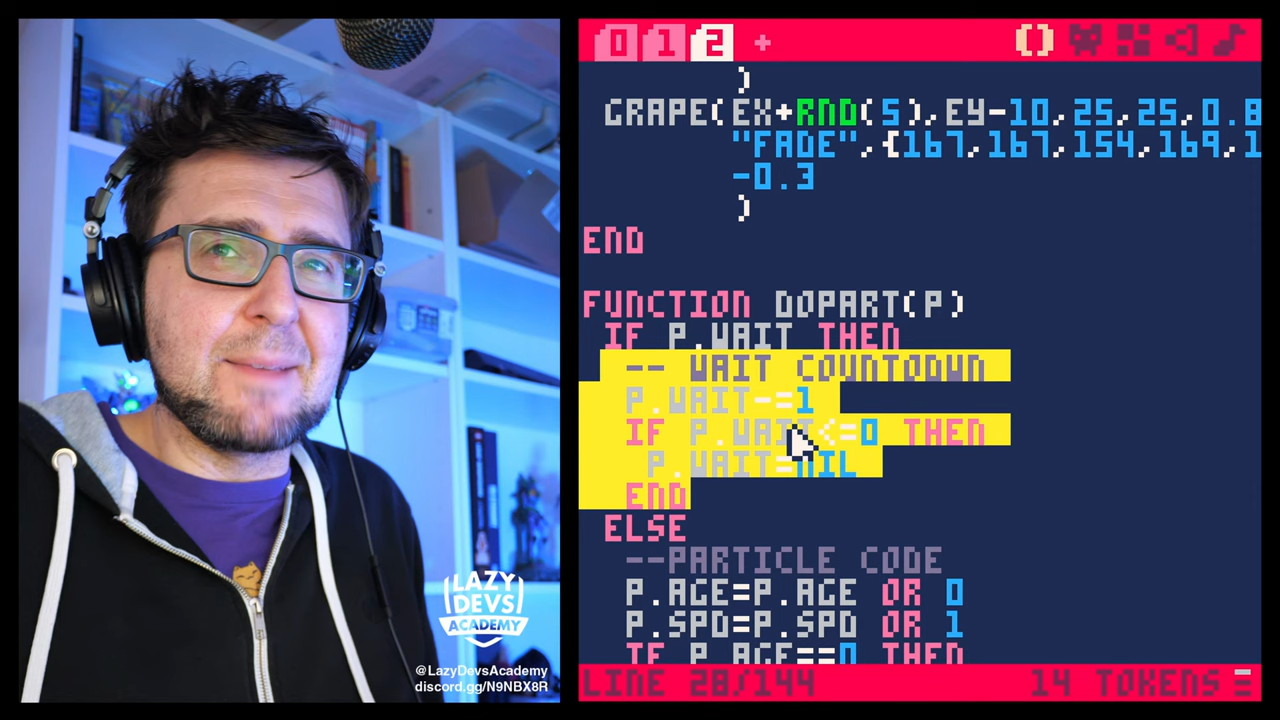 LAZY
DEVS
ACADEMY
@LazyDevsAcademy
discord.gg/N9NBX8R
0 1 2 +
)
GRAPE(EX+RND(5),EY-10,25,25,0.8
"FADE",{167,167,154,169,1
-0.3
)
END
FUNCTION DOPART(P)
IF P.WAIT THEN
-- WAIT COUNTDOWN
P.WAIT-=1
IF P.WAIT<=0 THEN
P.WAIT=NIL
END
ELSE
--PARTICLE CODE
P.AGE=P.AGE OR 0
P.SPD=P.SPD OR 1
IF P.AGE==0 THEN
LINE 28/144 14 TOKENS